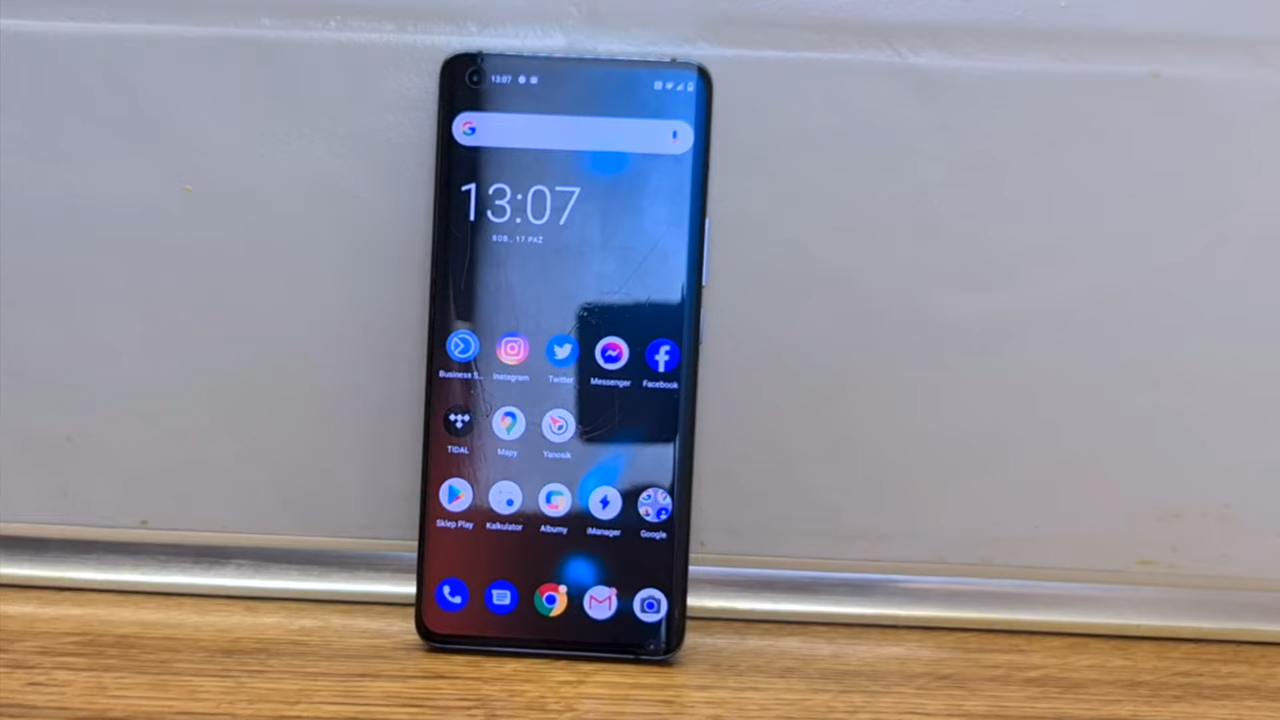 13:07
13:07
SOB., 17 PAŹ
Business S... Instagram Twitter Messenger Facebook
TIDAL Mapy Yanosik
Sklep Play Kalkulator Albumy iManager Google